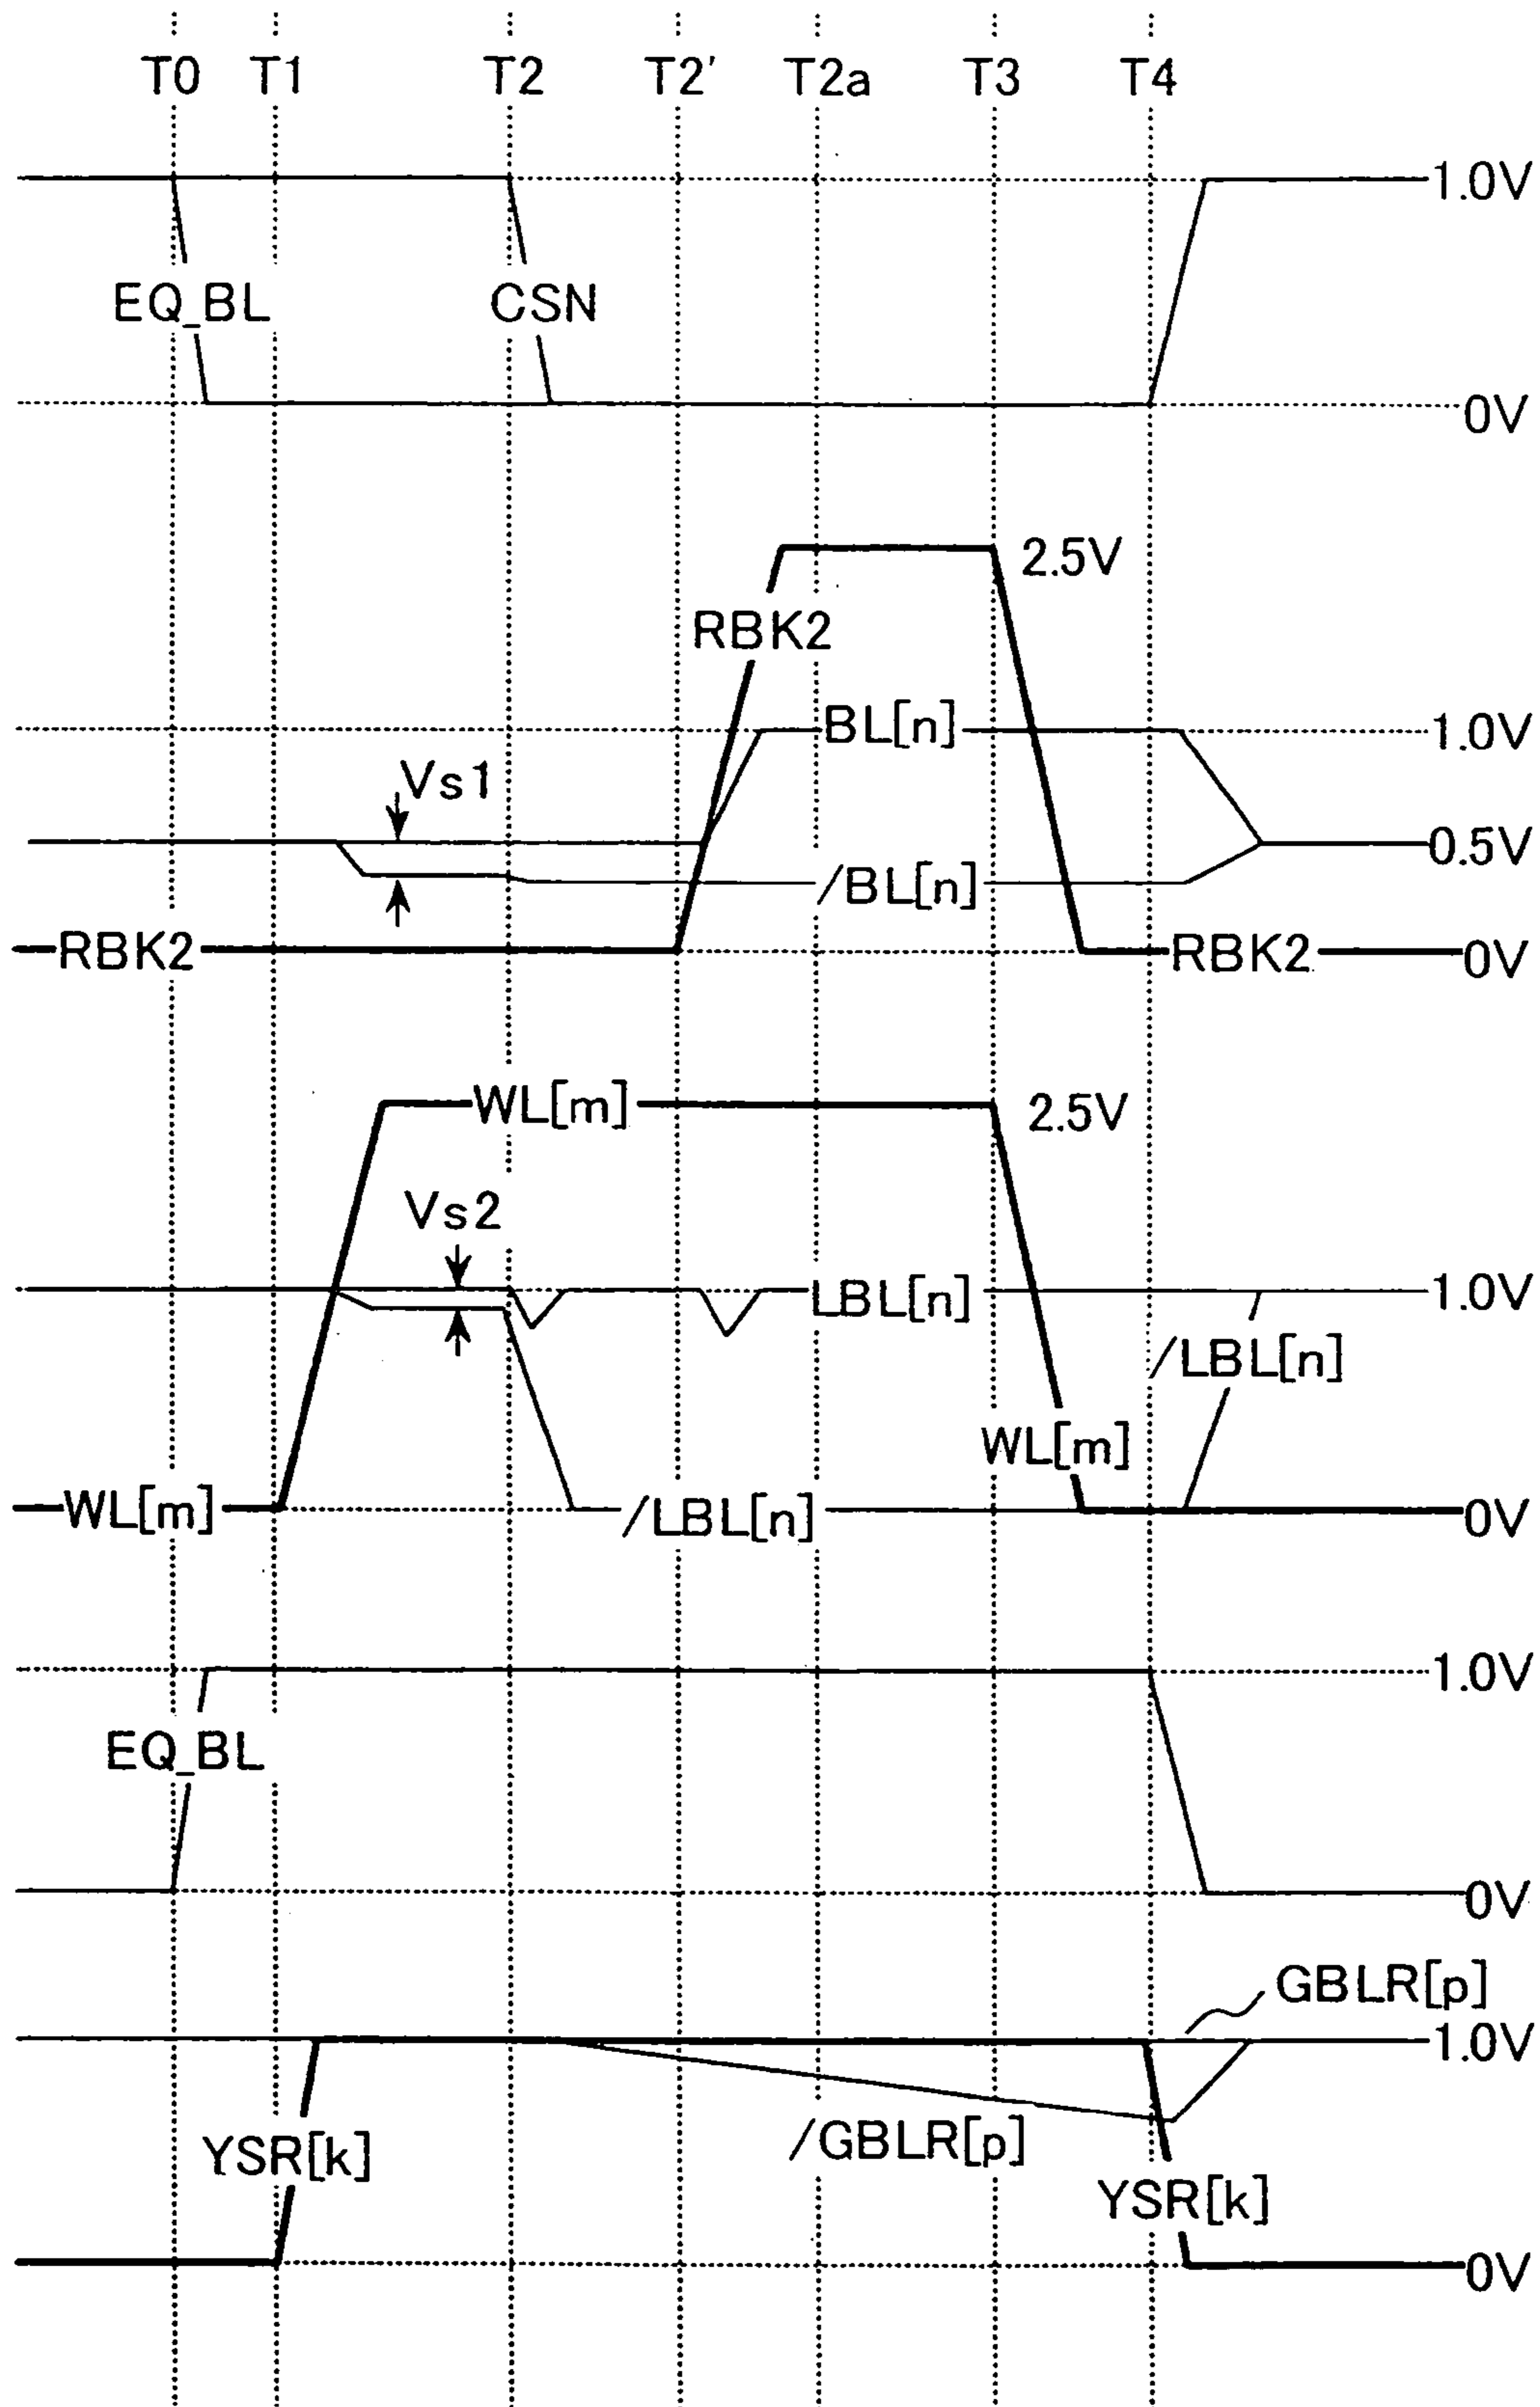 T0 T1 T2 T2' T2a T3 T4
1.0V
EQ_BL CSN
0V
2.5V
RBK2
BL[n] 1.0V
Vs1
0.5V
/BL[n]
RBK2 RBK2 0V
WL[m] 2.5V
Vs2
LBL[n] 1.0V
/LBL[n]
WL[m]
WL[m] /LBL[n] 0V
1.0V
EQ_BL
0V
GBLR[p]
1.0V
/GBLR[p]
YSR[k]
YSR[k]
0V